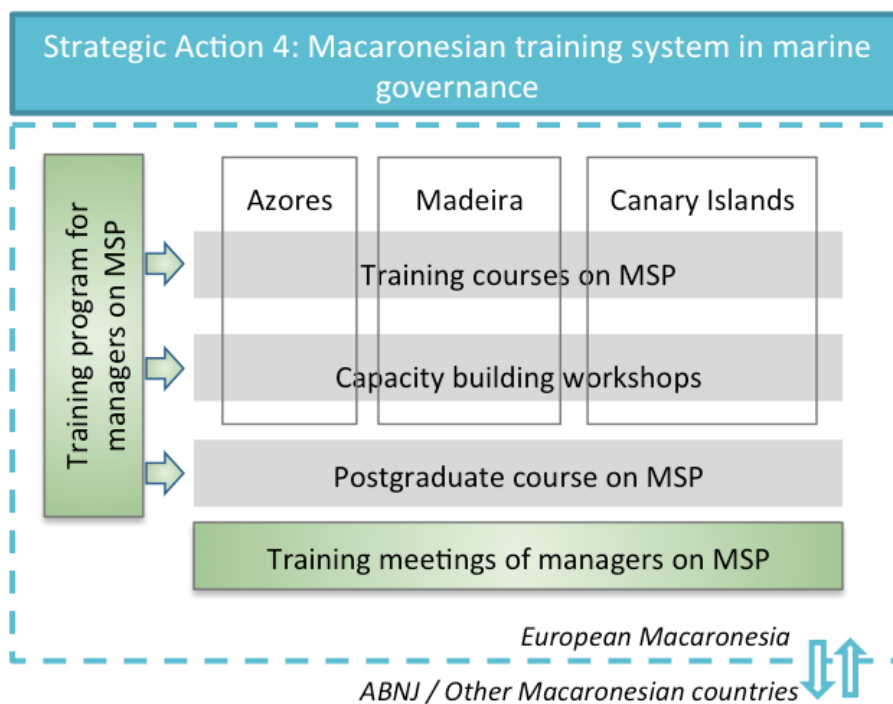 Strategic Action 4: Macaronesian training system in marine
governance
Training program for
managers on MSP
Azores
Madeira
Canary Islands
Training courses on MSP
Capacity building workshops
Postgraduate course on MSP
Training meetings of managers on MSP
European Macaronesia
ABNJ / Other Macaronesian countries